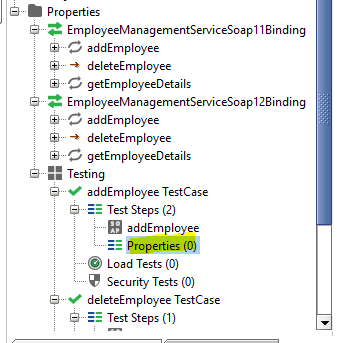 Properties
EmployeeManagementServiceSoap11Binding
addEmployee
deleteEmployee
getEmployeeDetails
EmployeeManagementServiceSoap12Binding
addEmployee
deleteEmployee
getEmployeeDetails
Testing
addEmployee TestCase
Test Steps (2)
SOAP addEmployee
Properties (0)
Load Tests (0)
Security Tests (0)
deleteEmployee TestCase
Test Steps (1)